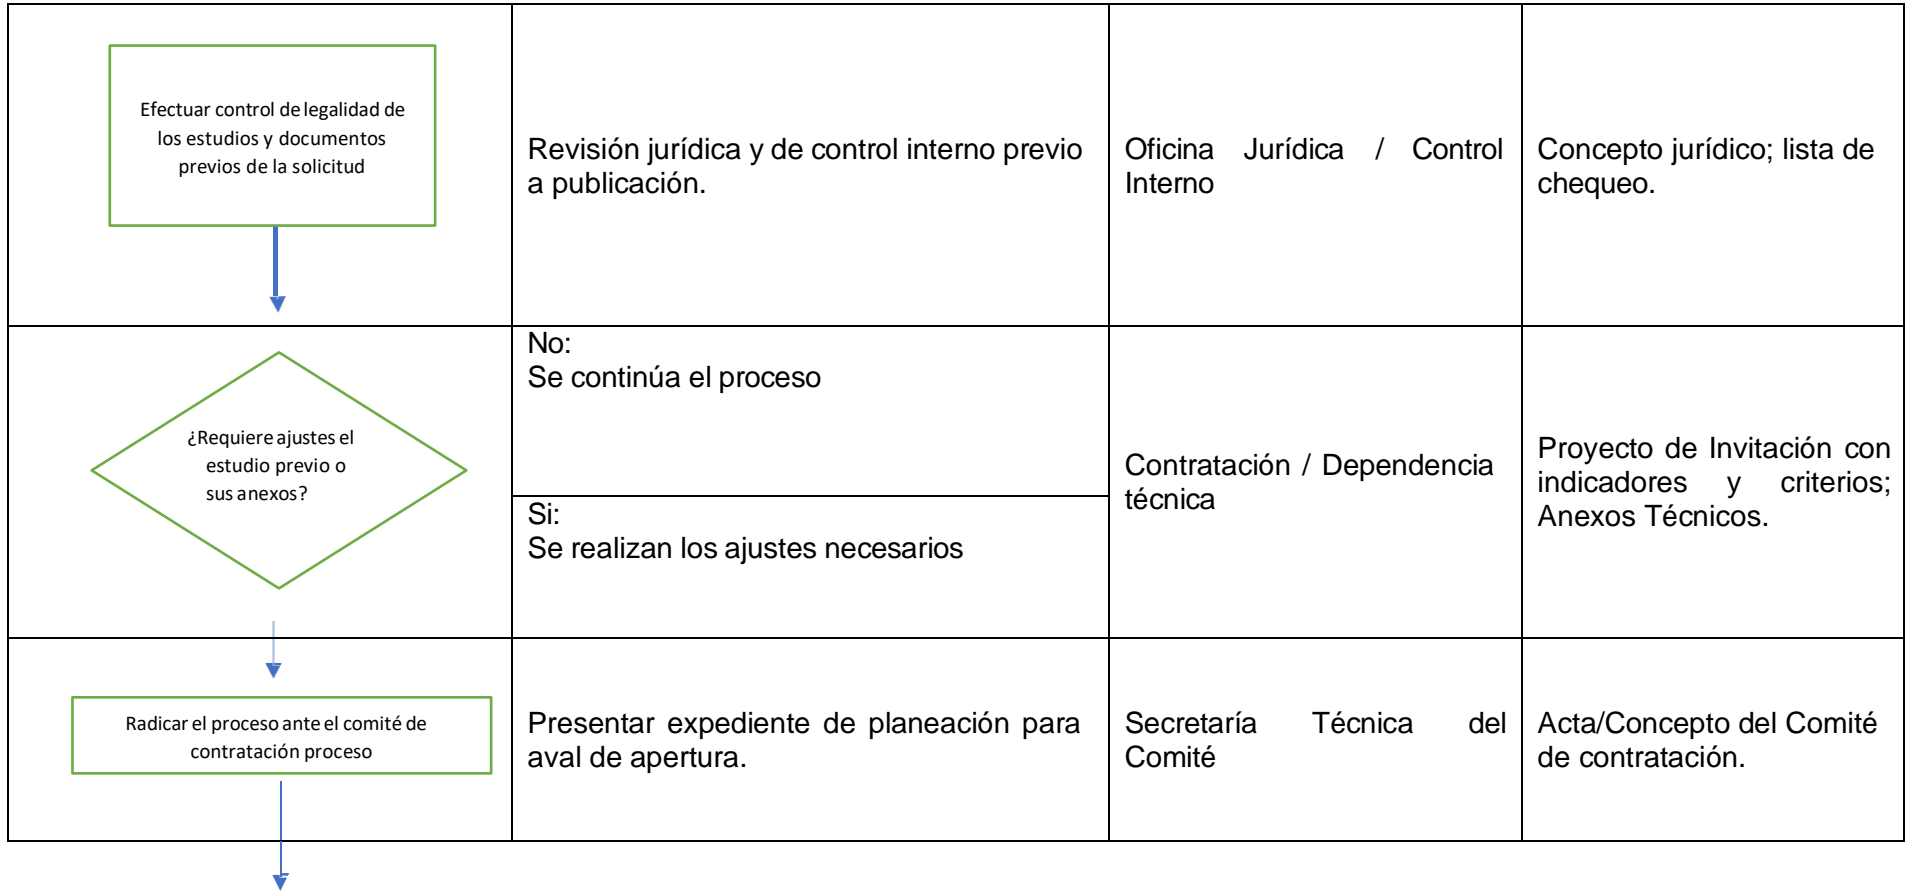 Efectuar control de legalidad de
los estudios y documentos
previos de la solicitud
Revisión jurídica y de control interno previo
a publicación.
Oficina Jurídica / Control
Interno
Concepto jurídico; lista de
chequeo.
¿Requiere ajustes el
estudio previo o
sus anexos?
No:
Se continúa el proceso
Si:
Se realizan los ajustes necesarios
Contratación / Dependencia
técnica
Proyecto de Invitación con
indicadores y criterios;
Anexos Técnicos.
Radicar el proceso ante el comité de
contratación proceso
Presentar expediente de planeación para
aval de apertura.
Secretaría Técnica del
Comité
Acta/Concepto del Comité
de contratación.